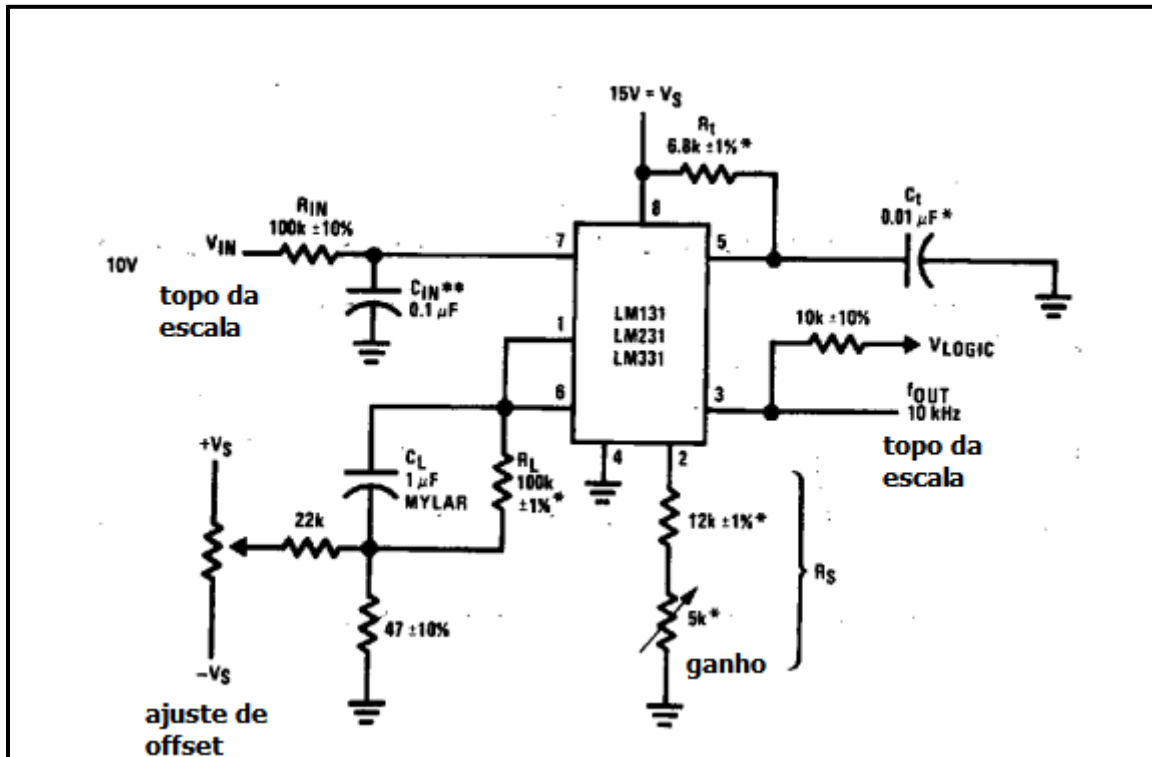 15V = VS
Rt
6.8k ±1% *
RIN
100k ±10%
VIN
10V
topo da
escala
CIN**
0.1 µF
7
8
5
Ct
0.01 µF*
1
LM131
LM231
LM331
10k ±10%
VLOGIC
6
3
fOUT
10 kHz
topo da
escala
4
2
+VS
CL
1 µF
MYLAR
RL
100k
±1% *
22k
12k ±1%*
RS
5k*
ganho
47 ±10%
−VS
ajuste de
offset